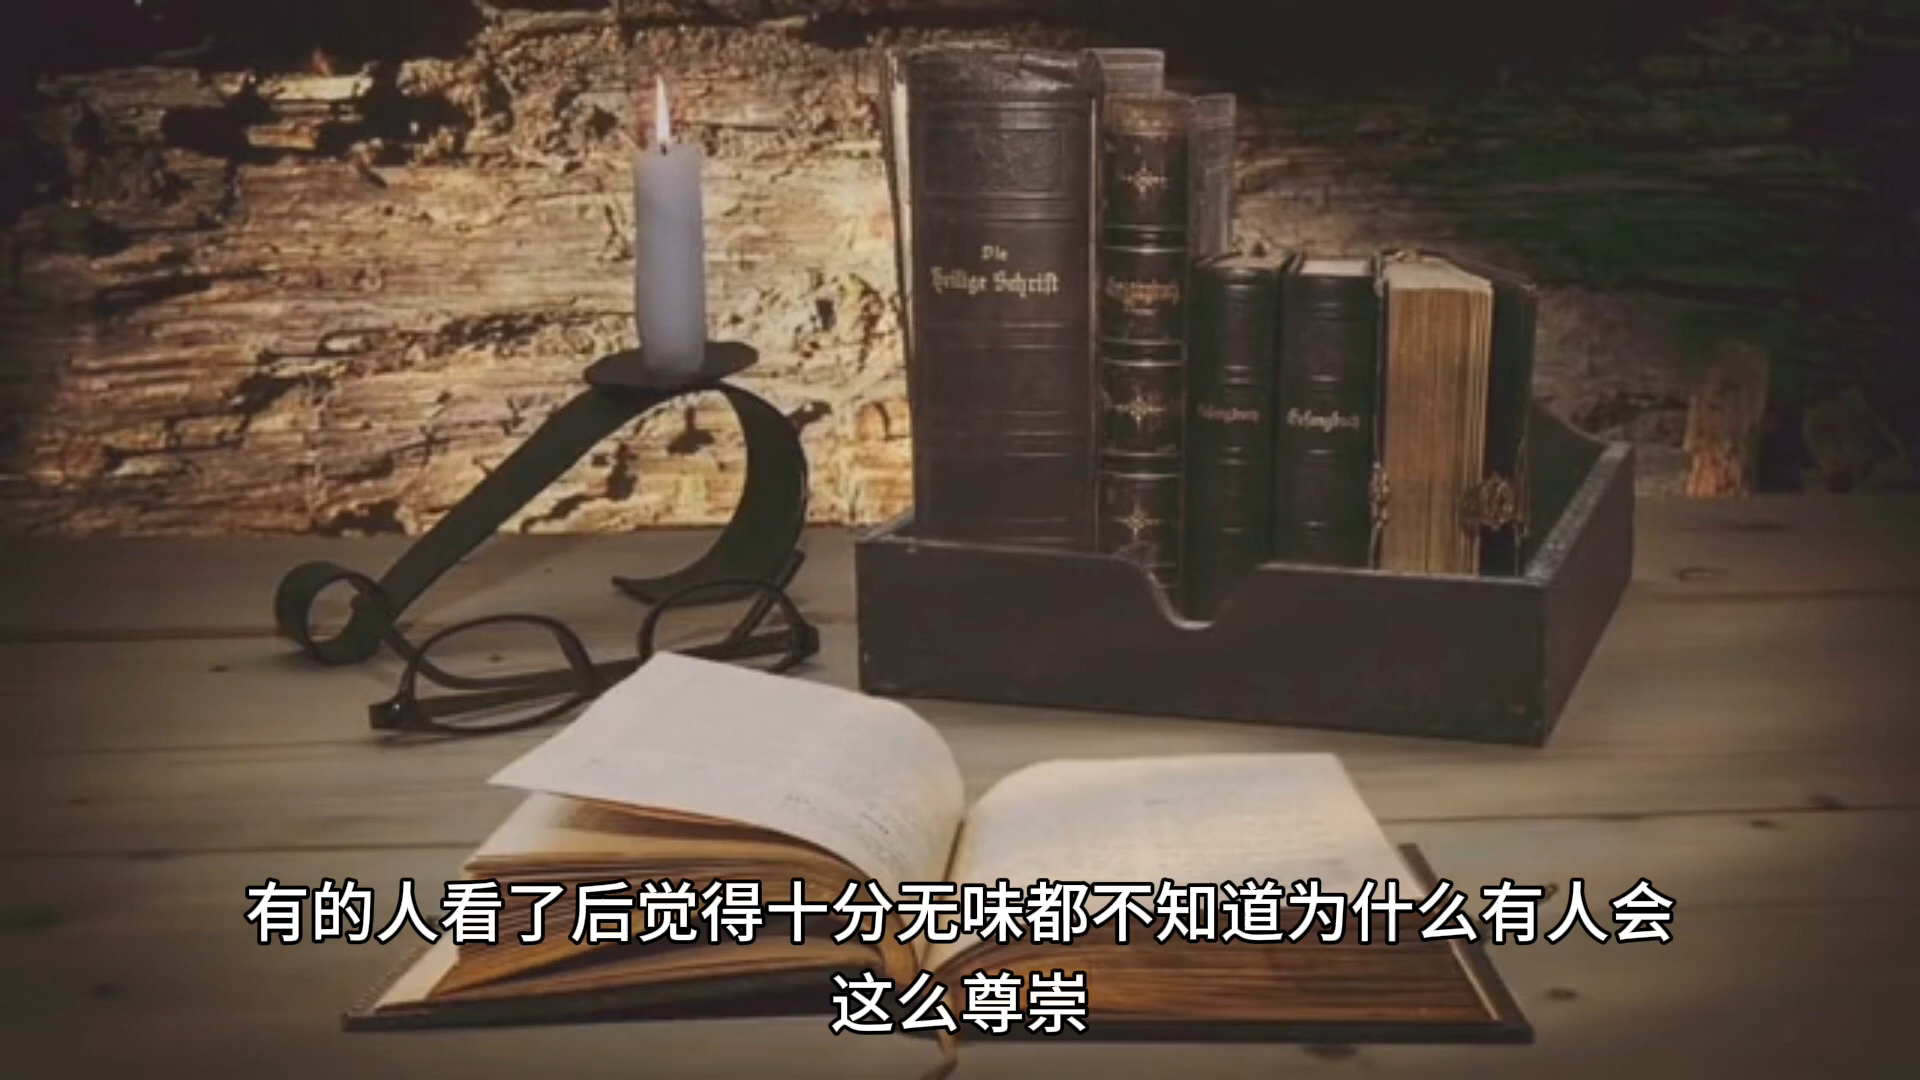 Die
Heilige Schrift
Gesangbuch
有的人看了后觉得十分无味都不知道为什么有人会
这么尊崇